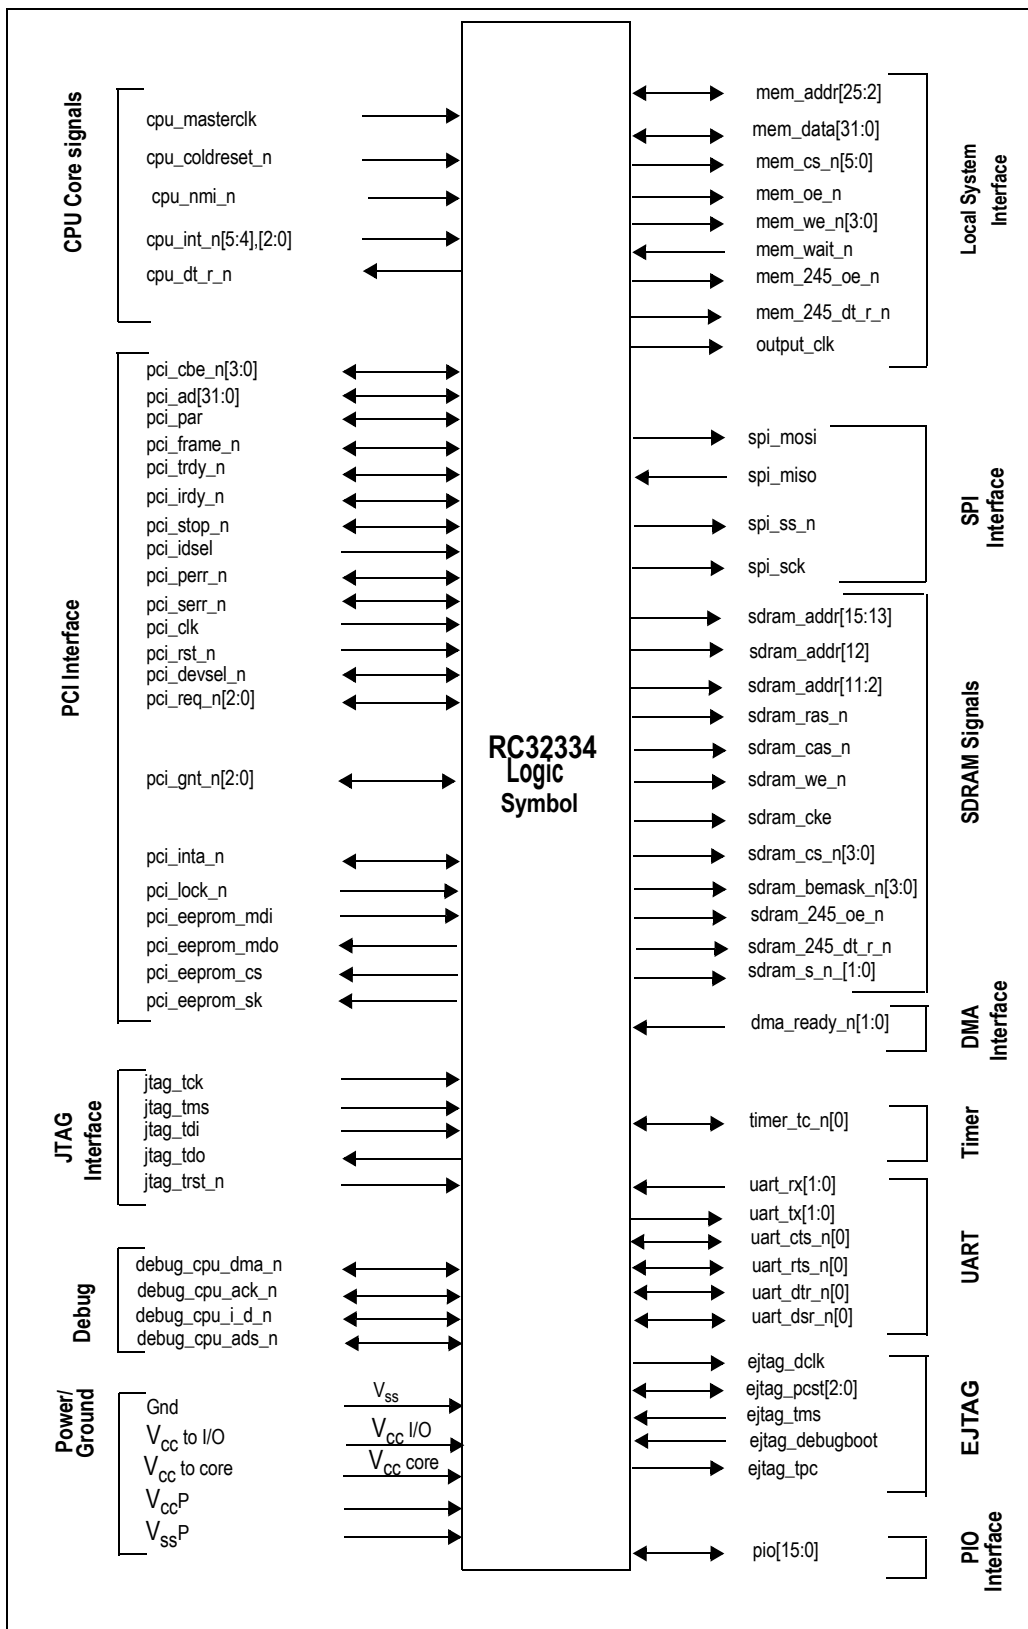 CPU Core signals
cpu_masterclk
cpu_coldreset_n
cpu_nmi_n
cpu_int_n[5:4],[2:0]
cpu_dt_r_n
PCI Interface
pci_cbe_n[3:0]
pci_ad[31:0]
pci_par
pci_frame_n
pci_trdy_n
pci_irdy_n
pci_stop_n
pci_idsel
pci_perr_n
pci_serr_n
pci_clk
pci_rst_n
pci_devsel_n
pci_req_n[2:0]
pci_gnt_n[2:0]
pci_inta_n
pci_lock_n
pci_eeprom_mdi
pci_eeprom_mdo
pci_eeprom_cs
pci_eeprom_sk
JTAG
Interface
jtag_tck
jtag_tms
jtag_tdi
jtag_tdo
jtag_trst_n
Debug
debug_cpu_dma_n
debug_cpu_ack_n
debug_cpu_i_d_n
debug_cpu_ads_n
Power/
Ground
Gnd
Vss
Vcc to I/O
Vcc I/O
Vcc to core
Vcc core
VccP
VssP
RC32334
Logic
Symbol
mem_addr[25:2]
mem_data[31:0]
mem_cs_n[5:0]
mem_oe_n
mem_we_n[3:0]
mem_wait_n
mem_245_oe_n
mem_245_dt_r_n
output_clk
Local System
Interface
spi_mosi
spi_miso
spi_ss_n
spi_sck
SPI
Interface
sdram_addr[15:13]
sdram_addr[12]
sdram_addr[11:2]
sdram_ras_n
sdram_cas_n
sdram_we_n
sdram_cke
sdram_cs_n[3:0]
sdram_bemask_n[3:0]
sdram_245_oe_n
sdram_245_dt_r_n
sdram_s_n_[1:0]
SDRAM Signals
dma_ready_n[1:0]
DMA
Interface
timer_tc_n[0]
Timer
uart_rx[1:0]
uart_tx[1:0]
uart_cts_n[0]
uart_rts_n[0]
uart_dtr_n[0]
uart_dsr_n[0]
UART
ejtag_dclk
ejtag_pcst[2:0]
ejtag_tms
ejtag_debugboot
ejtag_tpc
EJTAG
pio[15:0]
PIO
Interface